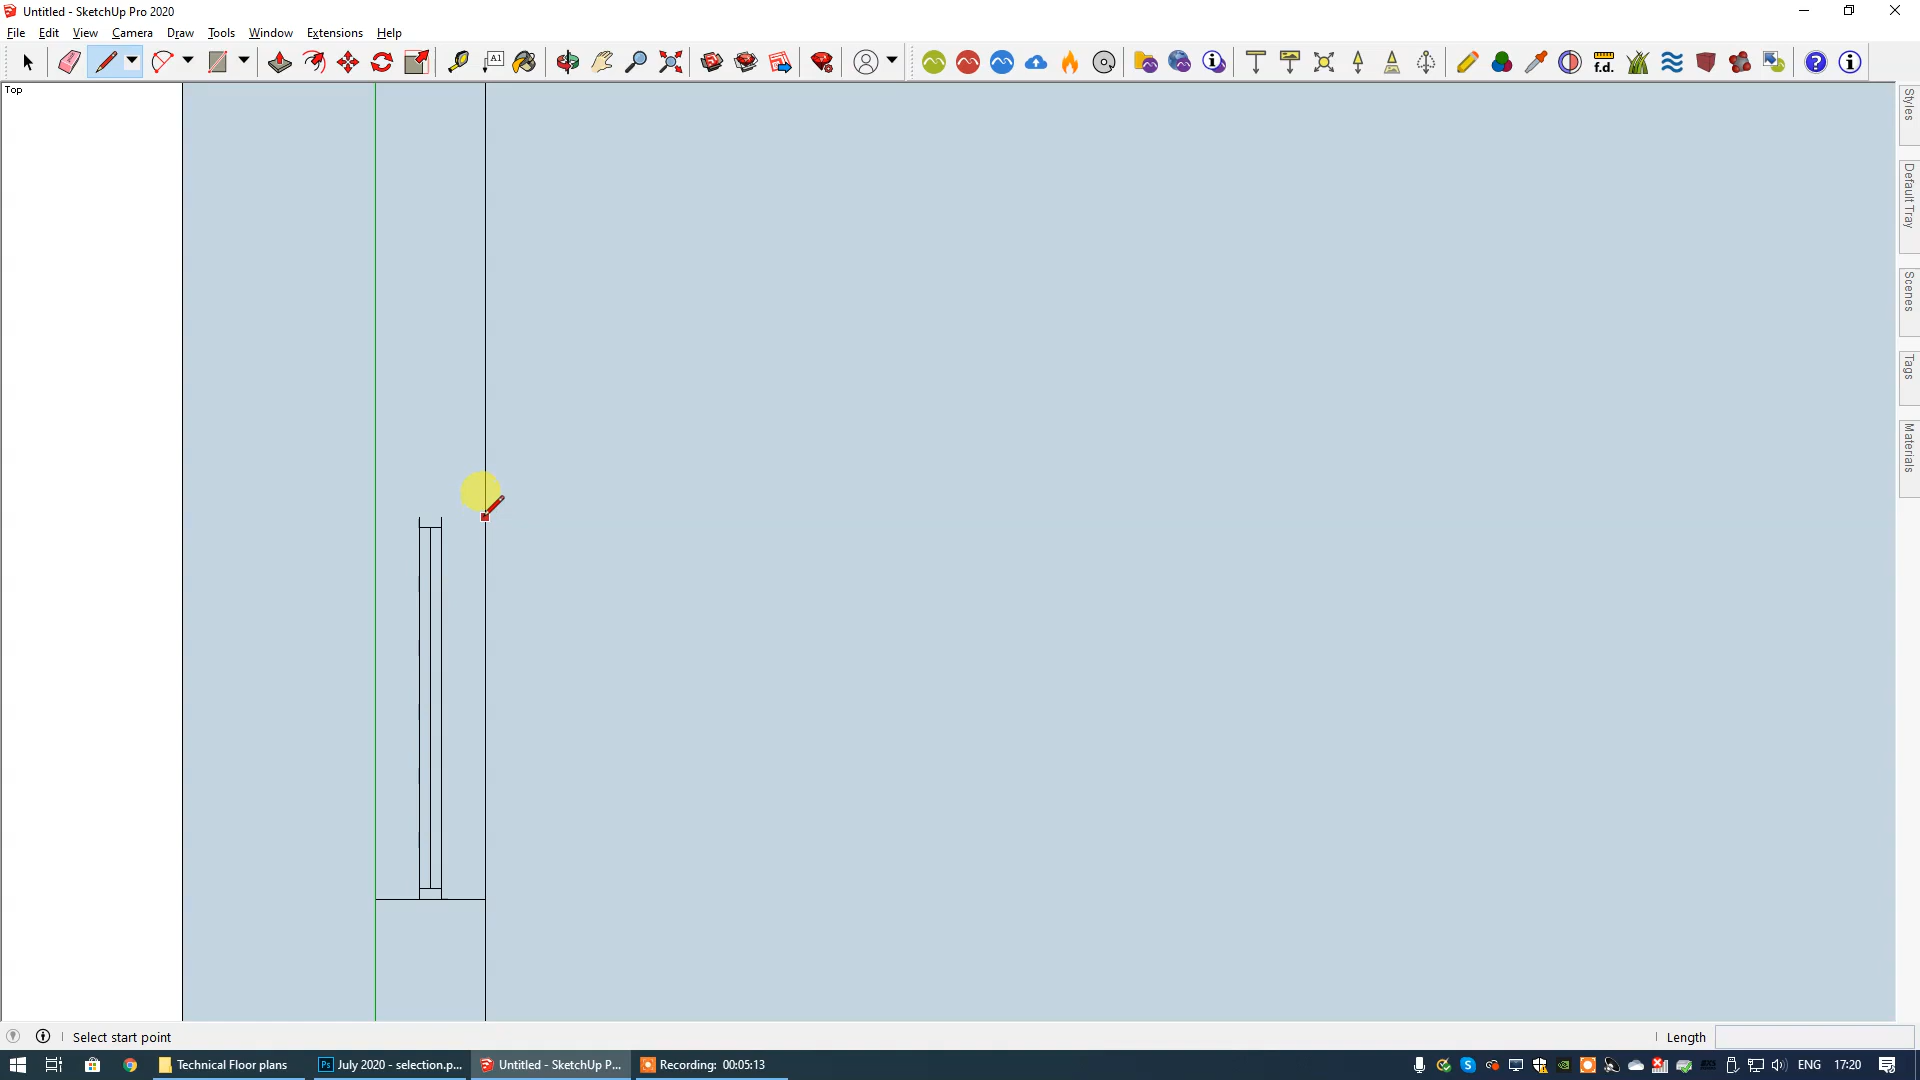 Untitled - SketchUp Pro 2020
File Edit View Camera Draw Tools Window Extensions Help
A1
f.d.
Top
Styles
Default Tray
Scenes
Tags
Materials
Select start point
Length
Technical Floor plans
Ps July 2020 - selection.p...
Untitled - SketchUp P...
Recording: 00:05:13
ENG 17:20